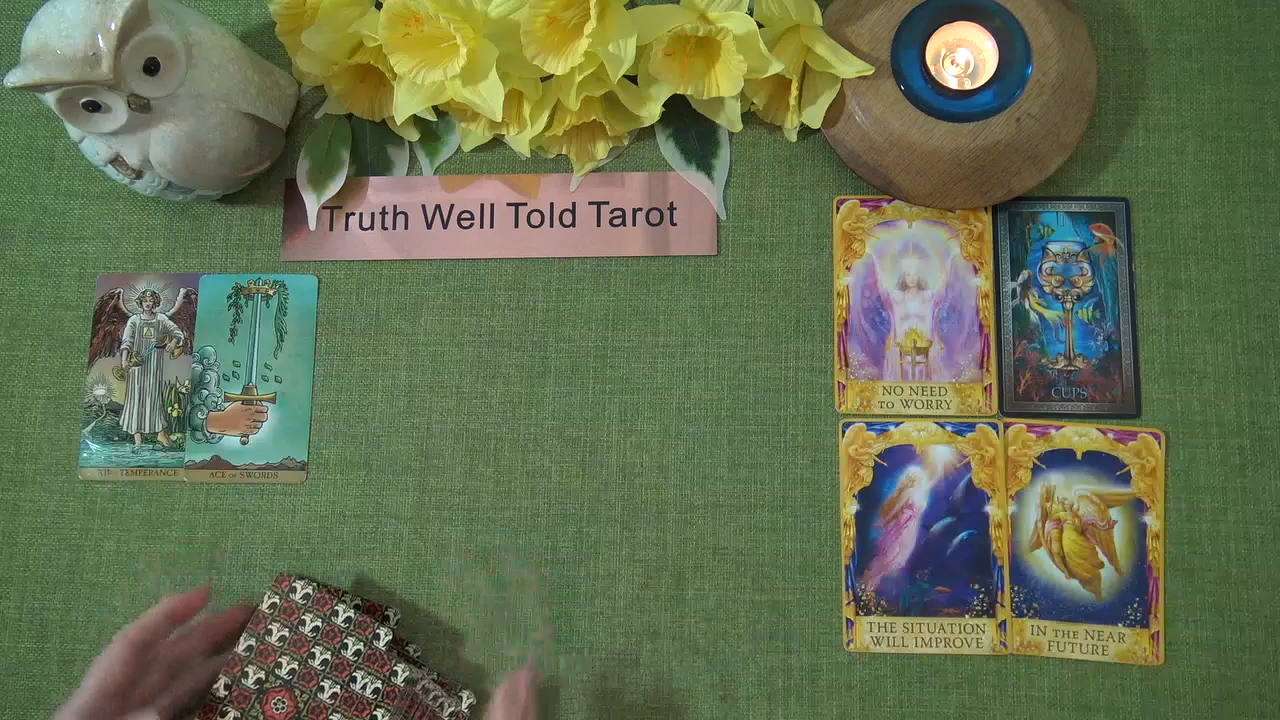 Truth Well Told Tarot
XIV TEMPERANCE
ACE OF SWORDS
NO NEED
TO WORRY
CUPS
THE SITUATION
WILL IMPROVE
IN THE NEAR
FUTURE